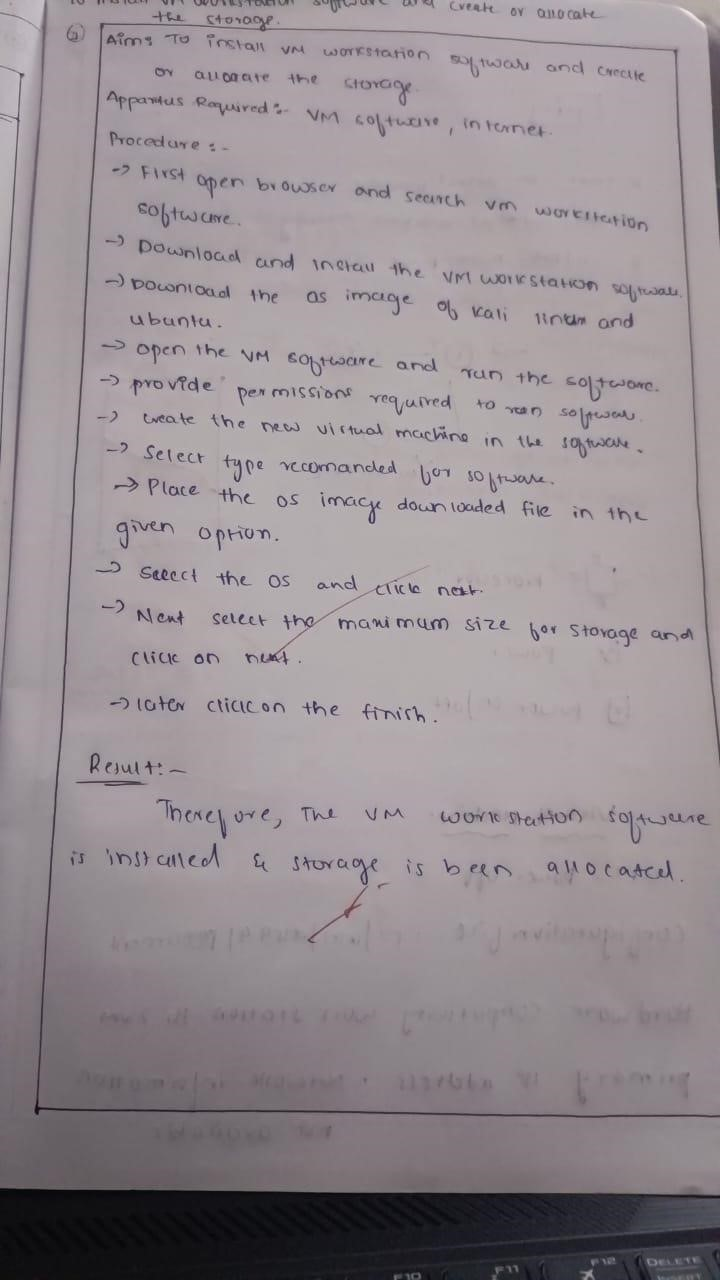 to install VM workstation software and create or allocate
the storage.
Aim:- To install VM workstation software and create
or allocate the storage.
Apparatus Required:- VM software, internet.
Procedure:-
→ First open browser and search vm workstation
software.
→ Download and install the VM workstation software.
→ Download the os image of kali linux and
ubuntu.
→ open the VM software and run the software.
→ provide permissions required to run software.
→ create the new virtual machine in the software.
→ select type recomanded for software.
→ Place the os image downloaded file in the
given option.
→ select the OS and click next.
→ Next select the maximum size for storage and
click on next.
→ later click on the finish.
Result:-
Therefore, The VM workstation software
is installed & storage is been allocated.
F10 F11 F12 DELETE